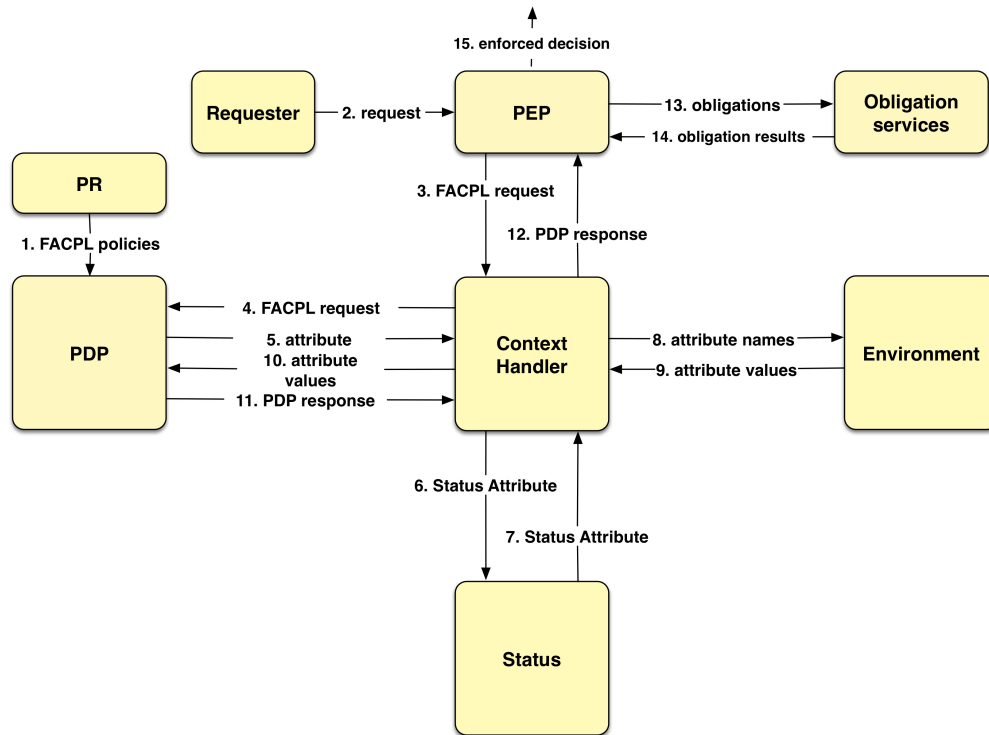 15. enforced decision
Requester
2. request
PEP
13. obligations
14. obligation results
Obligation
services
PR
3. FACPL request
12. PDP response
1. FACPL policies
PDP
4. FACPL request
5. attribute
10. attribute
values
11. PDP response
Context
Handler
8. attribute names
9. attribute values
Environment
6. Status Attribute
7. Status Attribute
Status